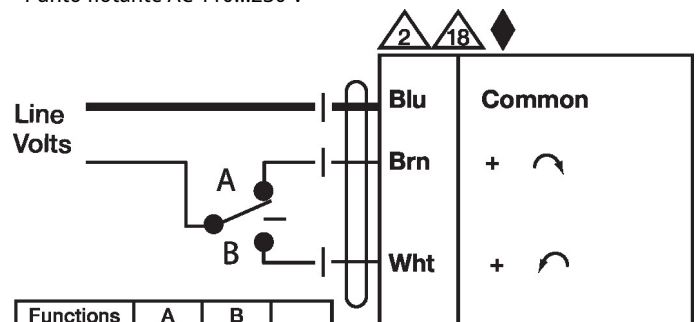 Punto flotante AC 110...230 V
2 18
Line
Volts
Blu Common
Brn +
A
B
Wht +
Functions A B